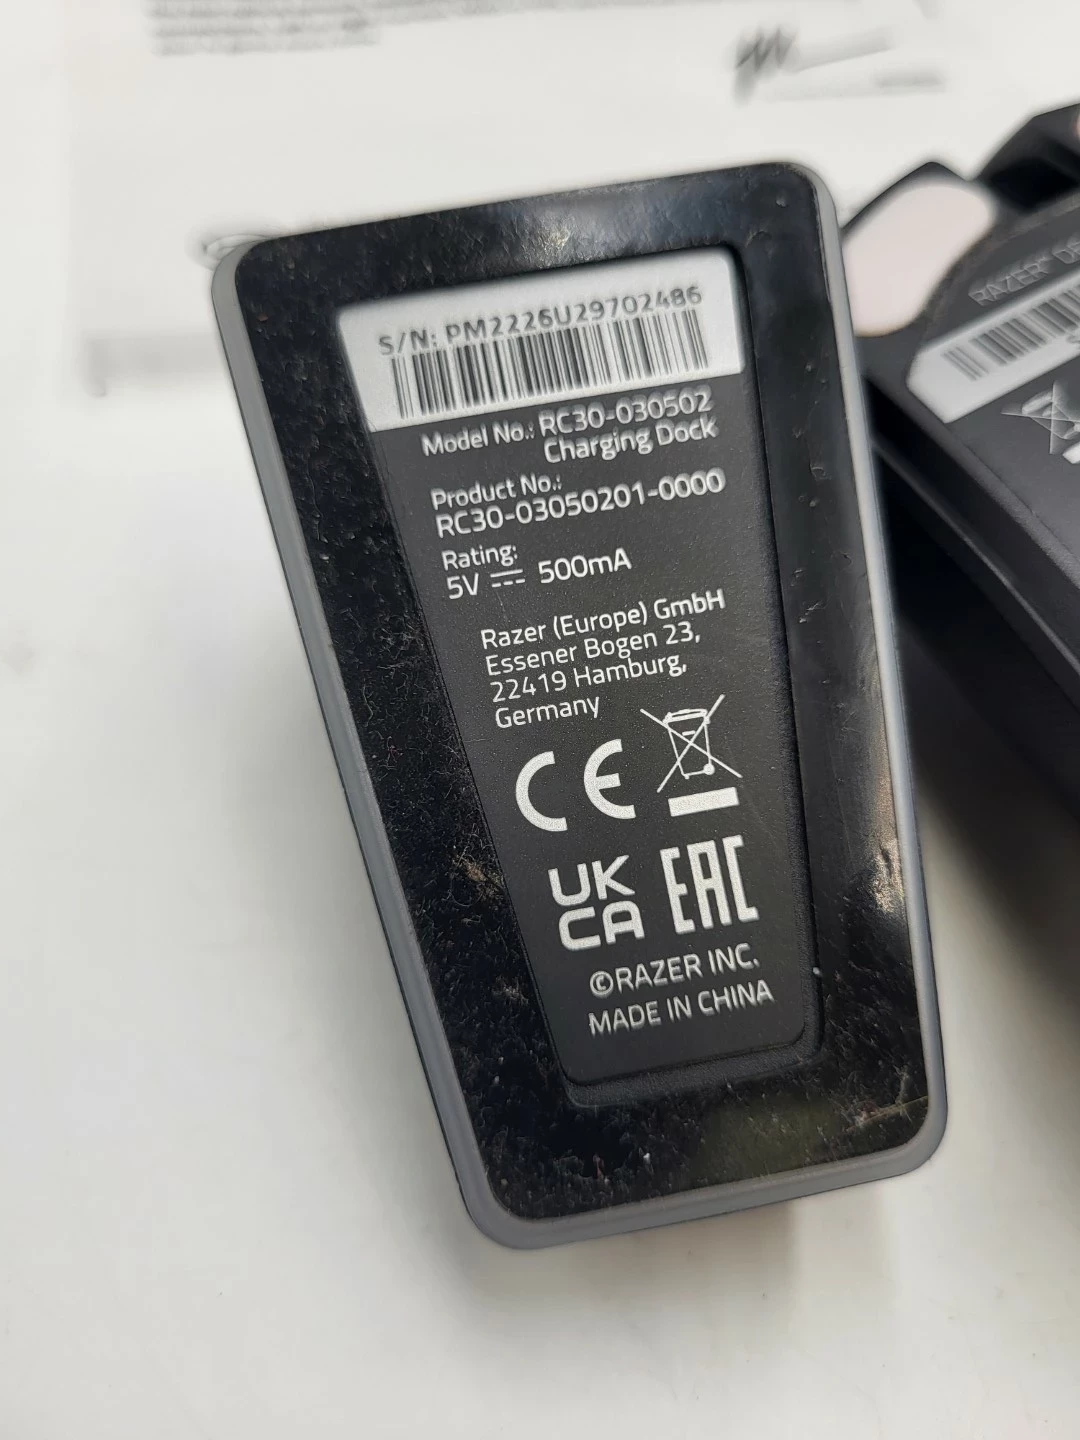 S/N: PM2226U29702486
Model No.: RC30-030502
Charging Dock
Product No.:
RC30-03050201-0000
Rating:
5V ⎓ 500mA
Razer (Europe) GmbH
Essener Bogen 23,
22419 Hamburg,
Germany
CE
UK
CA
EAC
©RAZER INC.
MADE IN CHINA
RAZER™